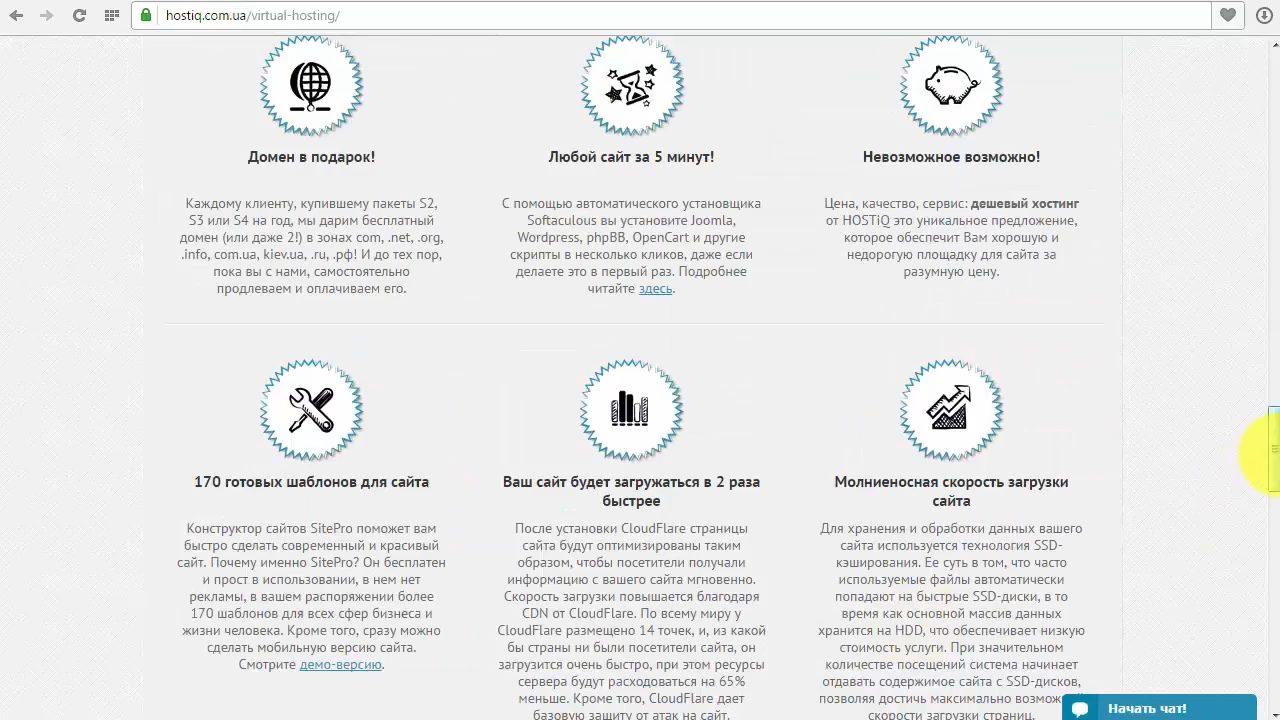 hostiq.com.ua/virtual-hosting/
Домен в подарок!
Каждому клиенту, купившему пакеты S2,
S3 или S4 на год, мы дарим бесплатный
домен (или даже 2!) в зонах com, .net, .org,
.info, com.ua, kiev.ua, .ru, .рф! И до тех пор,
пока вы с нами, самостоятельно
продлеваем и оплачиваем его.
Любой сайт за 5 минут!
С помощью автоматического установщика
Softaculous вы установите Joomla,
Wordpress, phpBB, OpenCart и другие
скрипты в несколько кликов, даже если
делаете это в первый раз. Подробнее
читайте здесь.
Невозможное возможно!
Цена, качество, сервис: дешевый хостинг
от HOSTiQ это уникальное предложение,
которое обеспечит Вам хорошую и
недорогую площадку для сайта за
разумную цену.
170 готовых шаблонов для сайта
Конструктор сайтов SitePro поможет вам
быстро сделать современный и красивый
сайт. Почему именно SitePro? Он бесплатен
и прост в использовании, в нем нет
рекламы, в вашем распоряжении более
170 шаблонов для всех сфер бизнеса и
жизни человека. Кроме того, сразу можно
сделать мобильную версию сайта.
Смотрите демо-версию.
Ваш сайт будет загружаться в 2 раза
быстрее
После установки CloudFlare страницы
сайта будут оптимизированы таким
образом, чтобы посетители получали
информацию с вашего сайта мгновенно.
Скорость загрузки повышается благодаря
CDN от CloudFlare. По всему миру у
CloudFlare размещено 14 точек, и, из какой
бы страны ни были посетители сайта, он
загрузится очень быстро, при этом ресурсы
сервера будут расходоваться на 65%
меньше. Кроме того, CloudFlare дает
базовую защиту от атак на сайт.
Молниеносная скорость загрузки
сайта
Для хранения и обработки данных вашего
сайта используется технология SSD-
кэширования. Ее суть в том, что часто
используемые файлы автоматически
попадают на быстрые SSD-диски, в то
время как основной массив данных
хранится на HDD, что обеспечивает низкую
стоимость услуги. При значительном
количестве посещений система начинает
отдавать содержимое сайта с SSD-дисков,
позволяя достичь максимально
скорости загрузки страниц.
Начать чат!